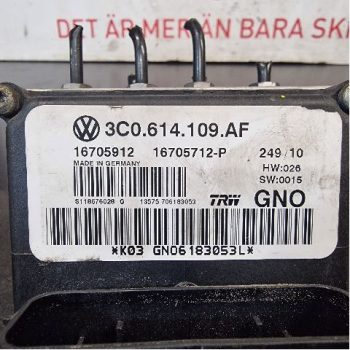 DET ÄR MER ÄN BARA SK
3C0.614.109.AF
16705912 16705712-P 249/10
MADE IN GERMANY HW:026
SW:0015
S118676028 G 13575 706183053 TRW GNO
*K03 GNO6183053L*